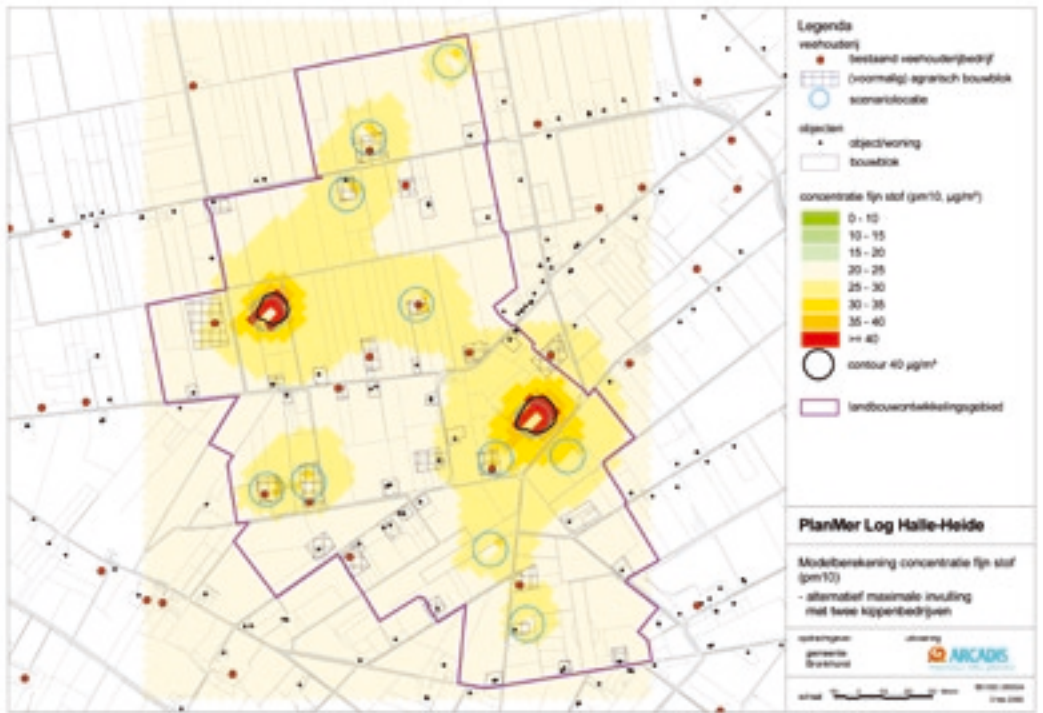 Legenda
veehouderij
bestaand veehouderijbedrijf
(voormalig) agrarisch bouwblok
scenariolocatie
objecten
object/woning
bouwblok
concentratie fijn stof (pm10, µg/m³)
0 - 10
10 - 15
15 - 20
20 - 25
25 - 30
30 - 35
35 - 40
>= 40
contour 40 µg/m³
landbouwontwikkelingsgebied
PlanMer Log Halle-Heide
Modelberekening concentratie fijn stof
(pm10)
- alternatief maximale invulling
met twee kippenbedrijven
opdrachtgever
uitvoering
gemeente
Bronkhorst
ARCADIS
schaal